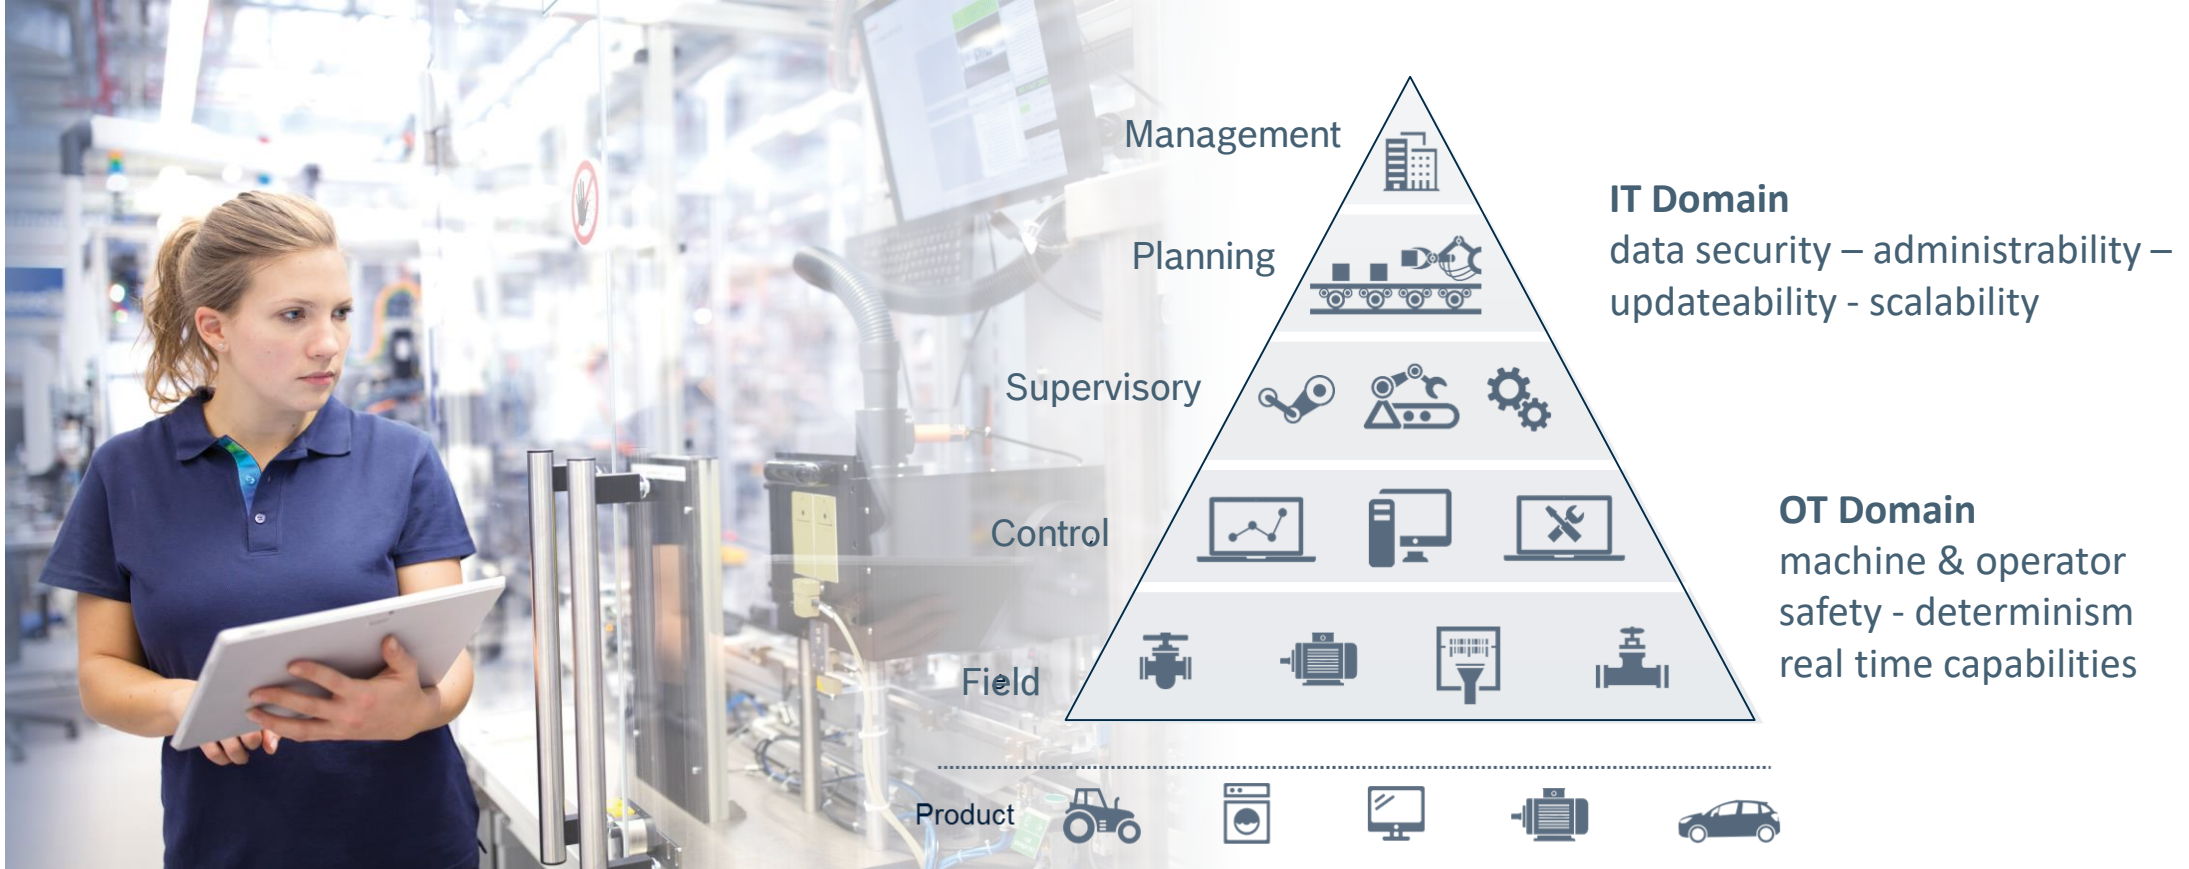 Management
Planning
Supervisory
Control
Field
Product
IT Domain
data security – administrability –
updateability - scalability
OT Domain
machine & operator
safety - determinism
real time capabilities